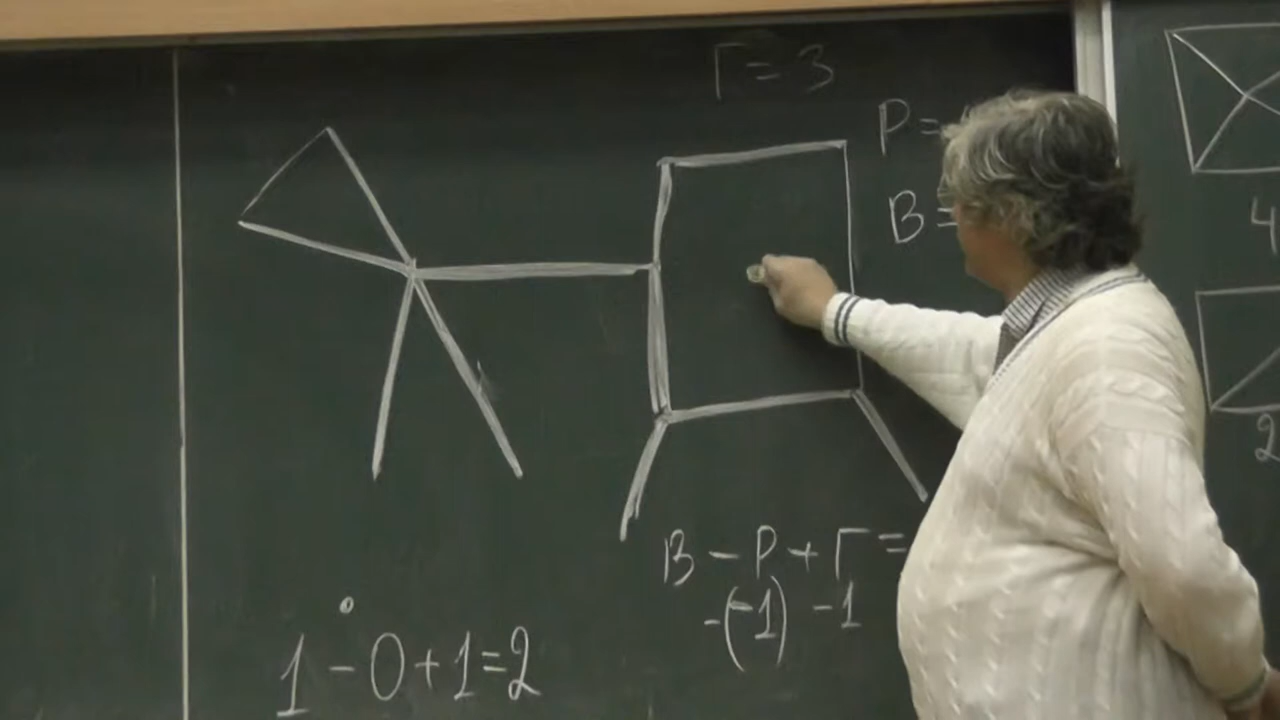 Г = 3
Р =
В =
4
2
В - Р + Г =
-(-1) -1
1 - 0 + 1 = 2